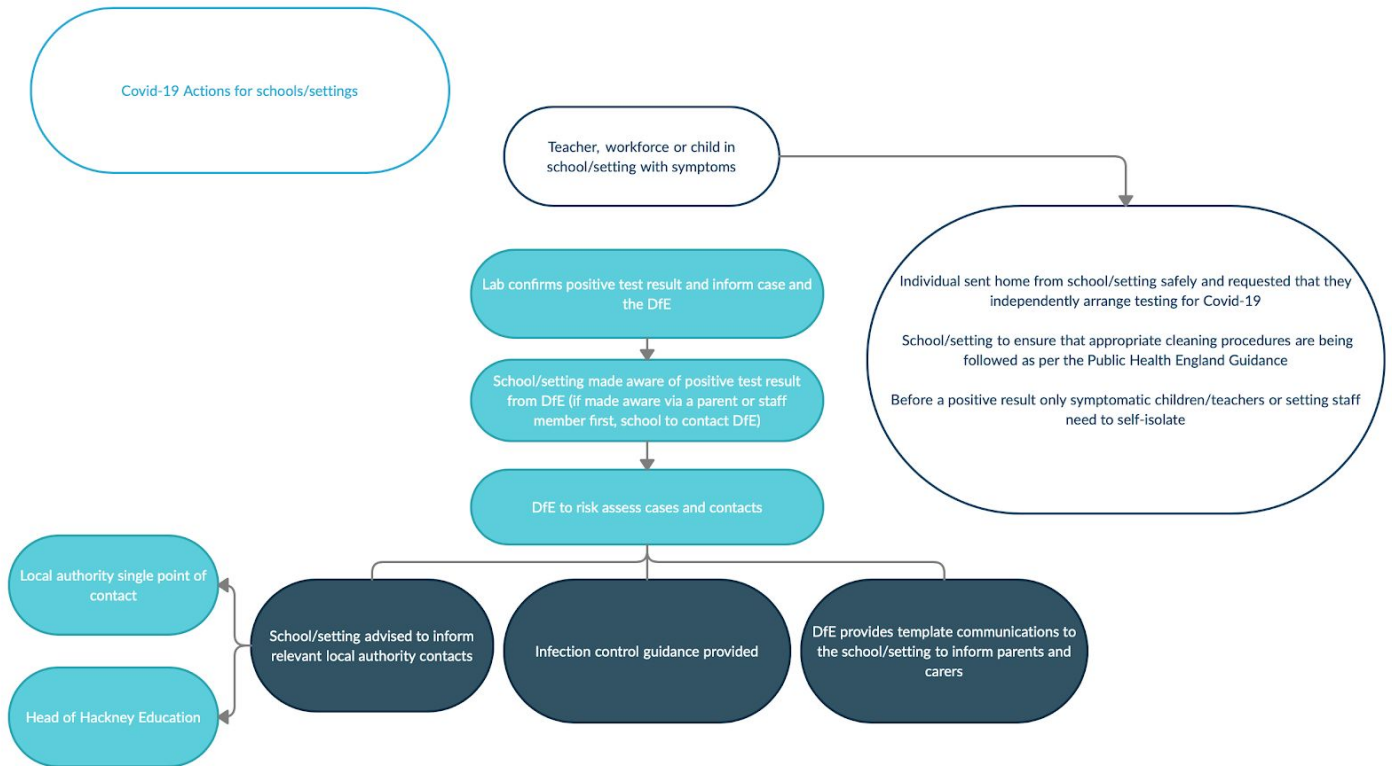 Covid-19 Actions for schools/settings
Teacher, workforce or child in
school/setting with symptoms
Individual sent home from school/setting safely and requested that they
independently arrange testing for Covid-19
School/setting to ensure that appropriate cleaning procedures are being
followed as per the Public Health England Guidance
Before a positive result only symptomatic children/teachers or setting staff
need to self-isolate
Lab confirms positive test result and inform case and
the DfE
School/setting made aware of positive test result
from DfE (if made aware via a parent or staff
member first, school to contact DfE)
DfE to risk assess cases and contacts
School/setting advised to inform
relevant local authority contacts
Infection control guidance provided
DfE provides template communications to
the school/setting to inform parents and
carers
Local authority single point of
contact
Head of Hackney Education